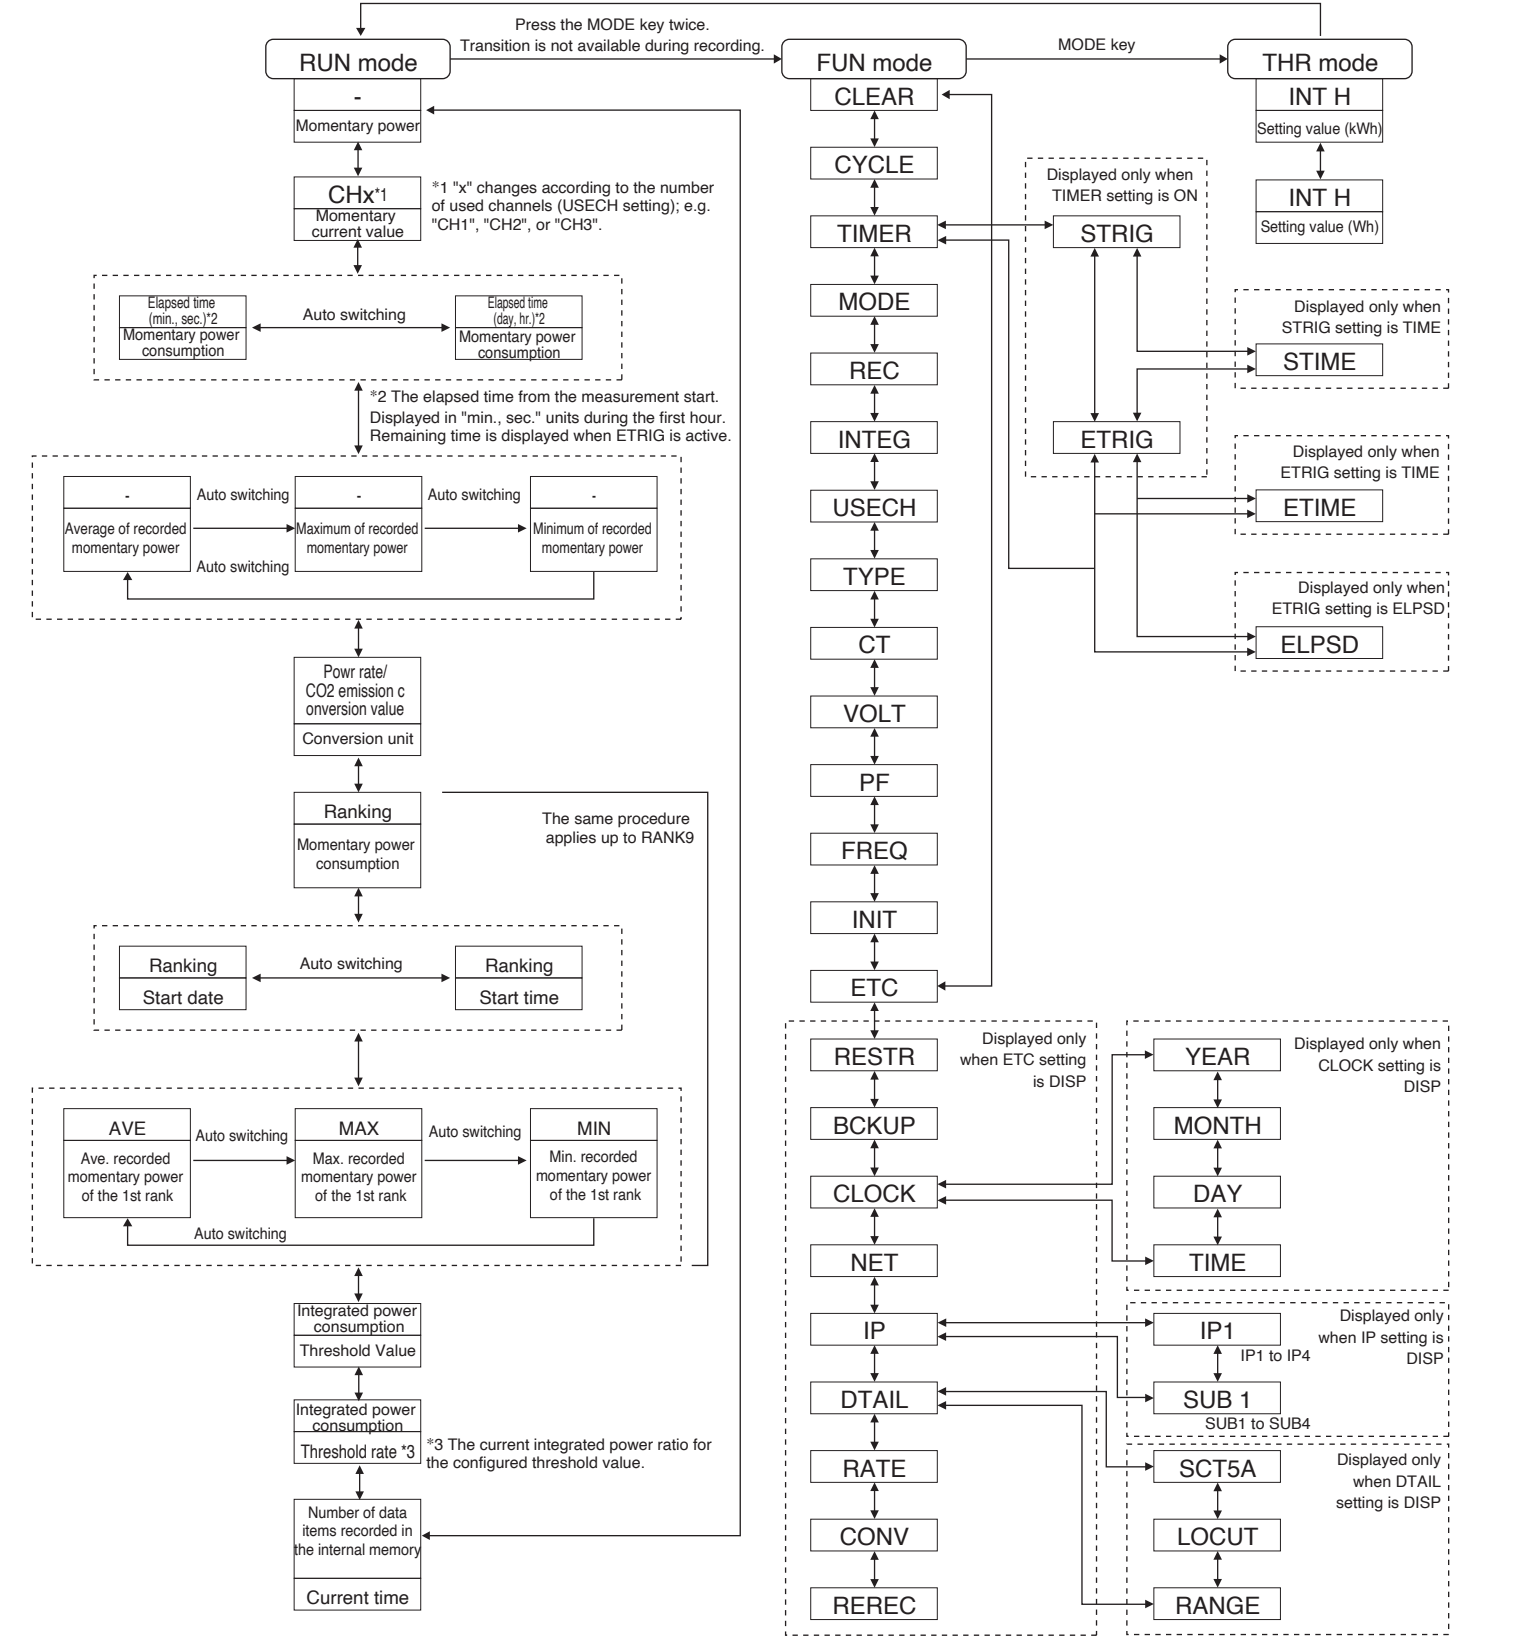 Press the MODE key twice.
Transition is not available during recording.
MODE key
RUN mode
FUN mode
THR mode
-
Momentary power
CHx*1
Momentary
current value
*1 "x" changes according to the number
of used channels (USECH setting); e.g.
"CH1", "CH2", or "CH3".
Elapsed time
(min., sec.)*2
Momentary power
consumption
Auto switching
Elapsed time
(day, hr.)*2
Momentary power
consumption
*2 The elapsed time from the measurement start.
Displayed in "min., sec." units during the first hour.
Remaining time is displayed when ETRIG is active.
-
Average of recorded
momentary power
Auto switching
-
Maximum of recorded
momentary power
Auto switching
-
Minimum of recorded
momentary power
Auto switching
Powr rate/
CO2 emission c
onversion value
Conversion unit
Ranking
Momentary power
consumption
The same procedure
applies up to RANK9
Ranking
Start date
Auto switching
Ranking
Start time
AVE
Ave. recorded
momentary power
of the 1st rank
Auto switching
MAX
Max. recorded
momentary power
of the 1st rank
Auto switching
MIN
Min. recorded
momentary power
of the 1st rank
Auto switching
Integrated power
consumption
Threshold Value
Integrated power
consumption
Threshold rate *3
*3 The current integrated power ratio for
the configured threshold value.
Number of data
items recorded in
the internal memory
Current time
CLEAR
CYCLE
TIMER
MODE
REC
INTEG
USECH
TYPE
CT
VOLT
PF
FREQ
INIT
ETC
Displayed only
when ETC setting
is DISP
RESTR
BCKUP
CLOCK
NET
IP
DTAIL
RATE
CONV
REREC
Displayed only when
TIMER setting is ON
STRIG
ETRIG
INT H
Setting value (kWh)
INT H
Setting value (Wh)
Displayed only when
STRIG setting is TIME
STIME
Displayed only when
ETRIG setting is TIME
ETIME
Displayed only when
ETRIG setting is ELPSD
ELPSD
YEAR
MONTH
DAY
TIME
Displayed only when
CLOCK setting is
DISP
IP1
IP1 to IP4
SUB 1
SUB1 to SUB4
Displayed only
when IP setting is
DISP
SCT5A
LOCUT
RANGE
Displayed only
when DTAIL
setting is DISP